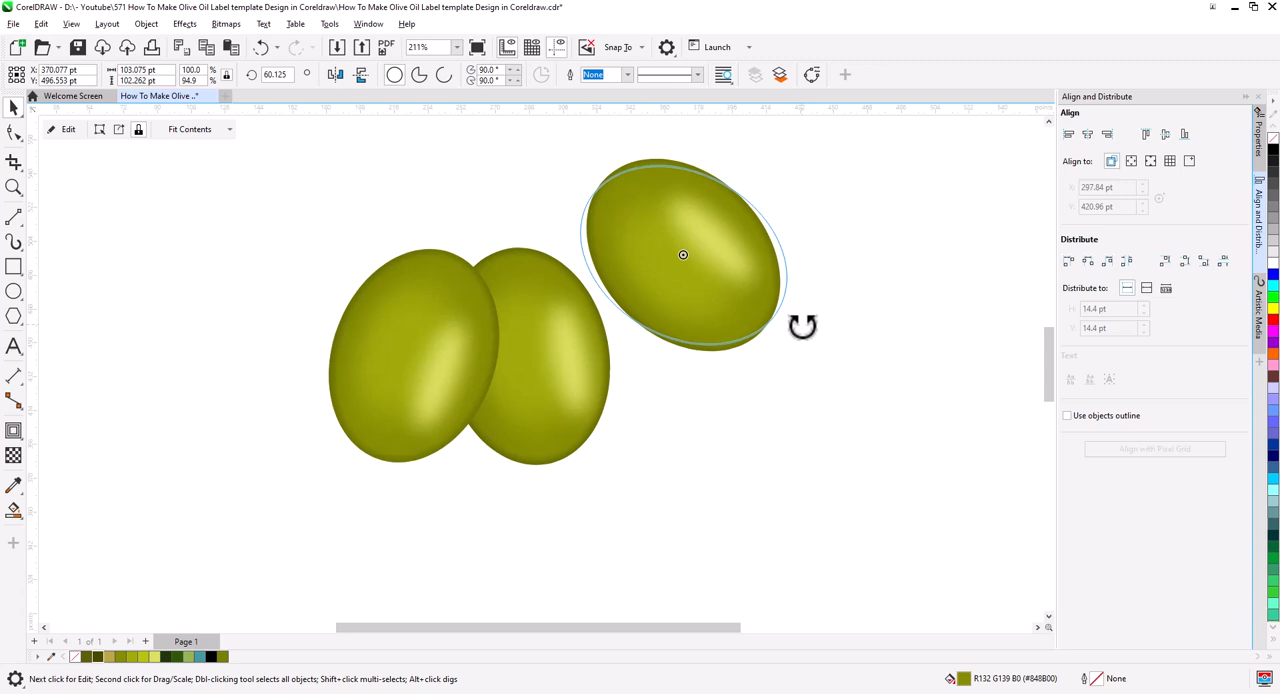 CorelDRAW - D:\- Youtube\571 How To Make Olive Oil Label template Design in Coreldraw\How To Make Olive Oil Label template Design in Coreldraw.cdr*
File Edit View Layout Object Effects Bitmaps Text Table Tools Window Help
PDF 211% Snap To Launch
X: 370.077 pt 103.075 pt 100.0 % 60.125 ° 90.0 ° None
Y: 496.553 pt 102.262 pt 94.9 % 90.0 °
Welcome Screen How To Make Olive ..*
Align and Distribute
Edit Fit Contents
Align
Align to:
X: 297.84 pt
Y: 420.96 pt
Distribute
Distribute to:
H: 14.4 pt
V: 14.4 pt
Text
Use objects outline
Align with Pixel Grid
Properties
Align and Distrib...
Artistic Media
1 of 1 Page 1
Next click for Edit; Second click for Drag/Scale; Dbl-clicking tool selects all objects; Shift+click multi-selects; Alt+click digs
R132 G139 B0 (#848B00) None